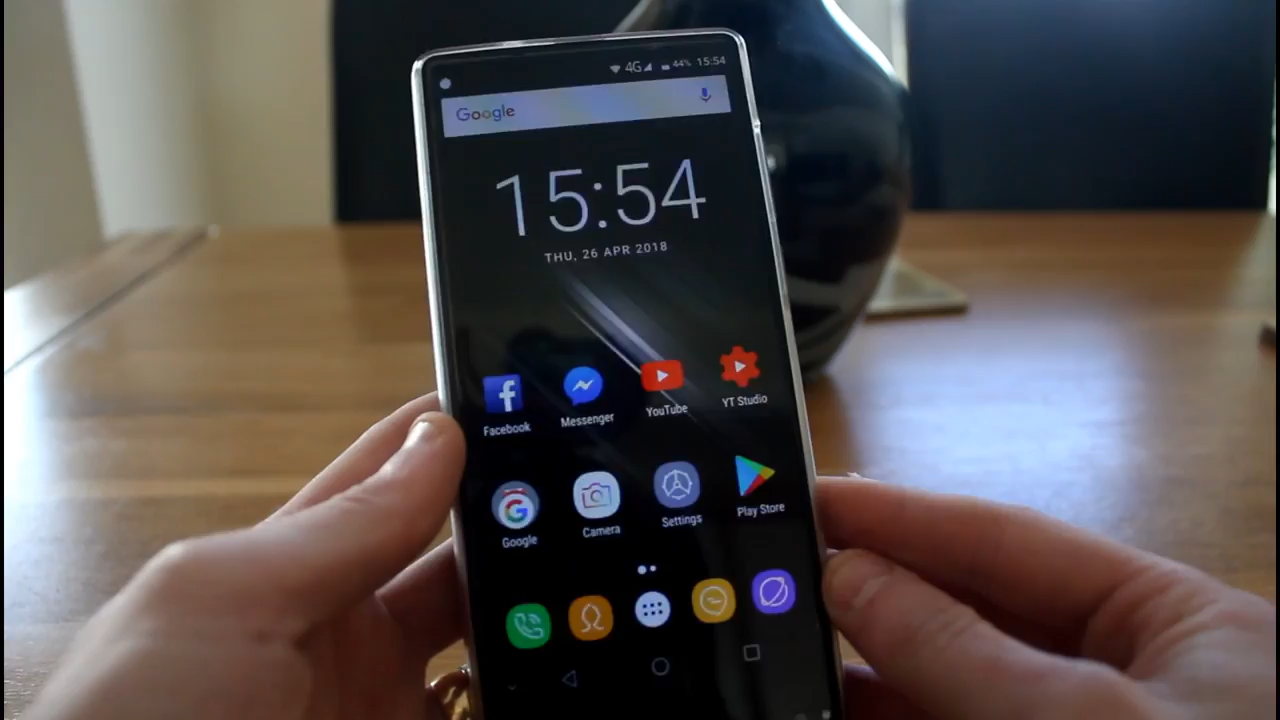 4G 44% 15:54
Google
15:54
THU, 26 APR 2018
Facebook Messenger YouTube YT Studio
Google Camera Settings Play Store